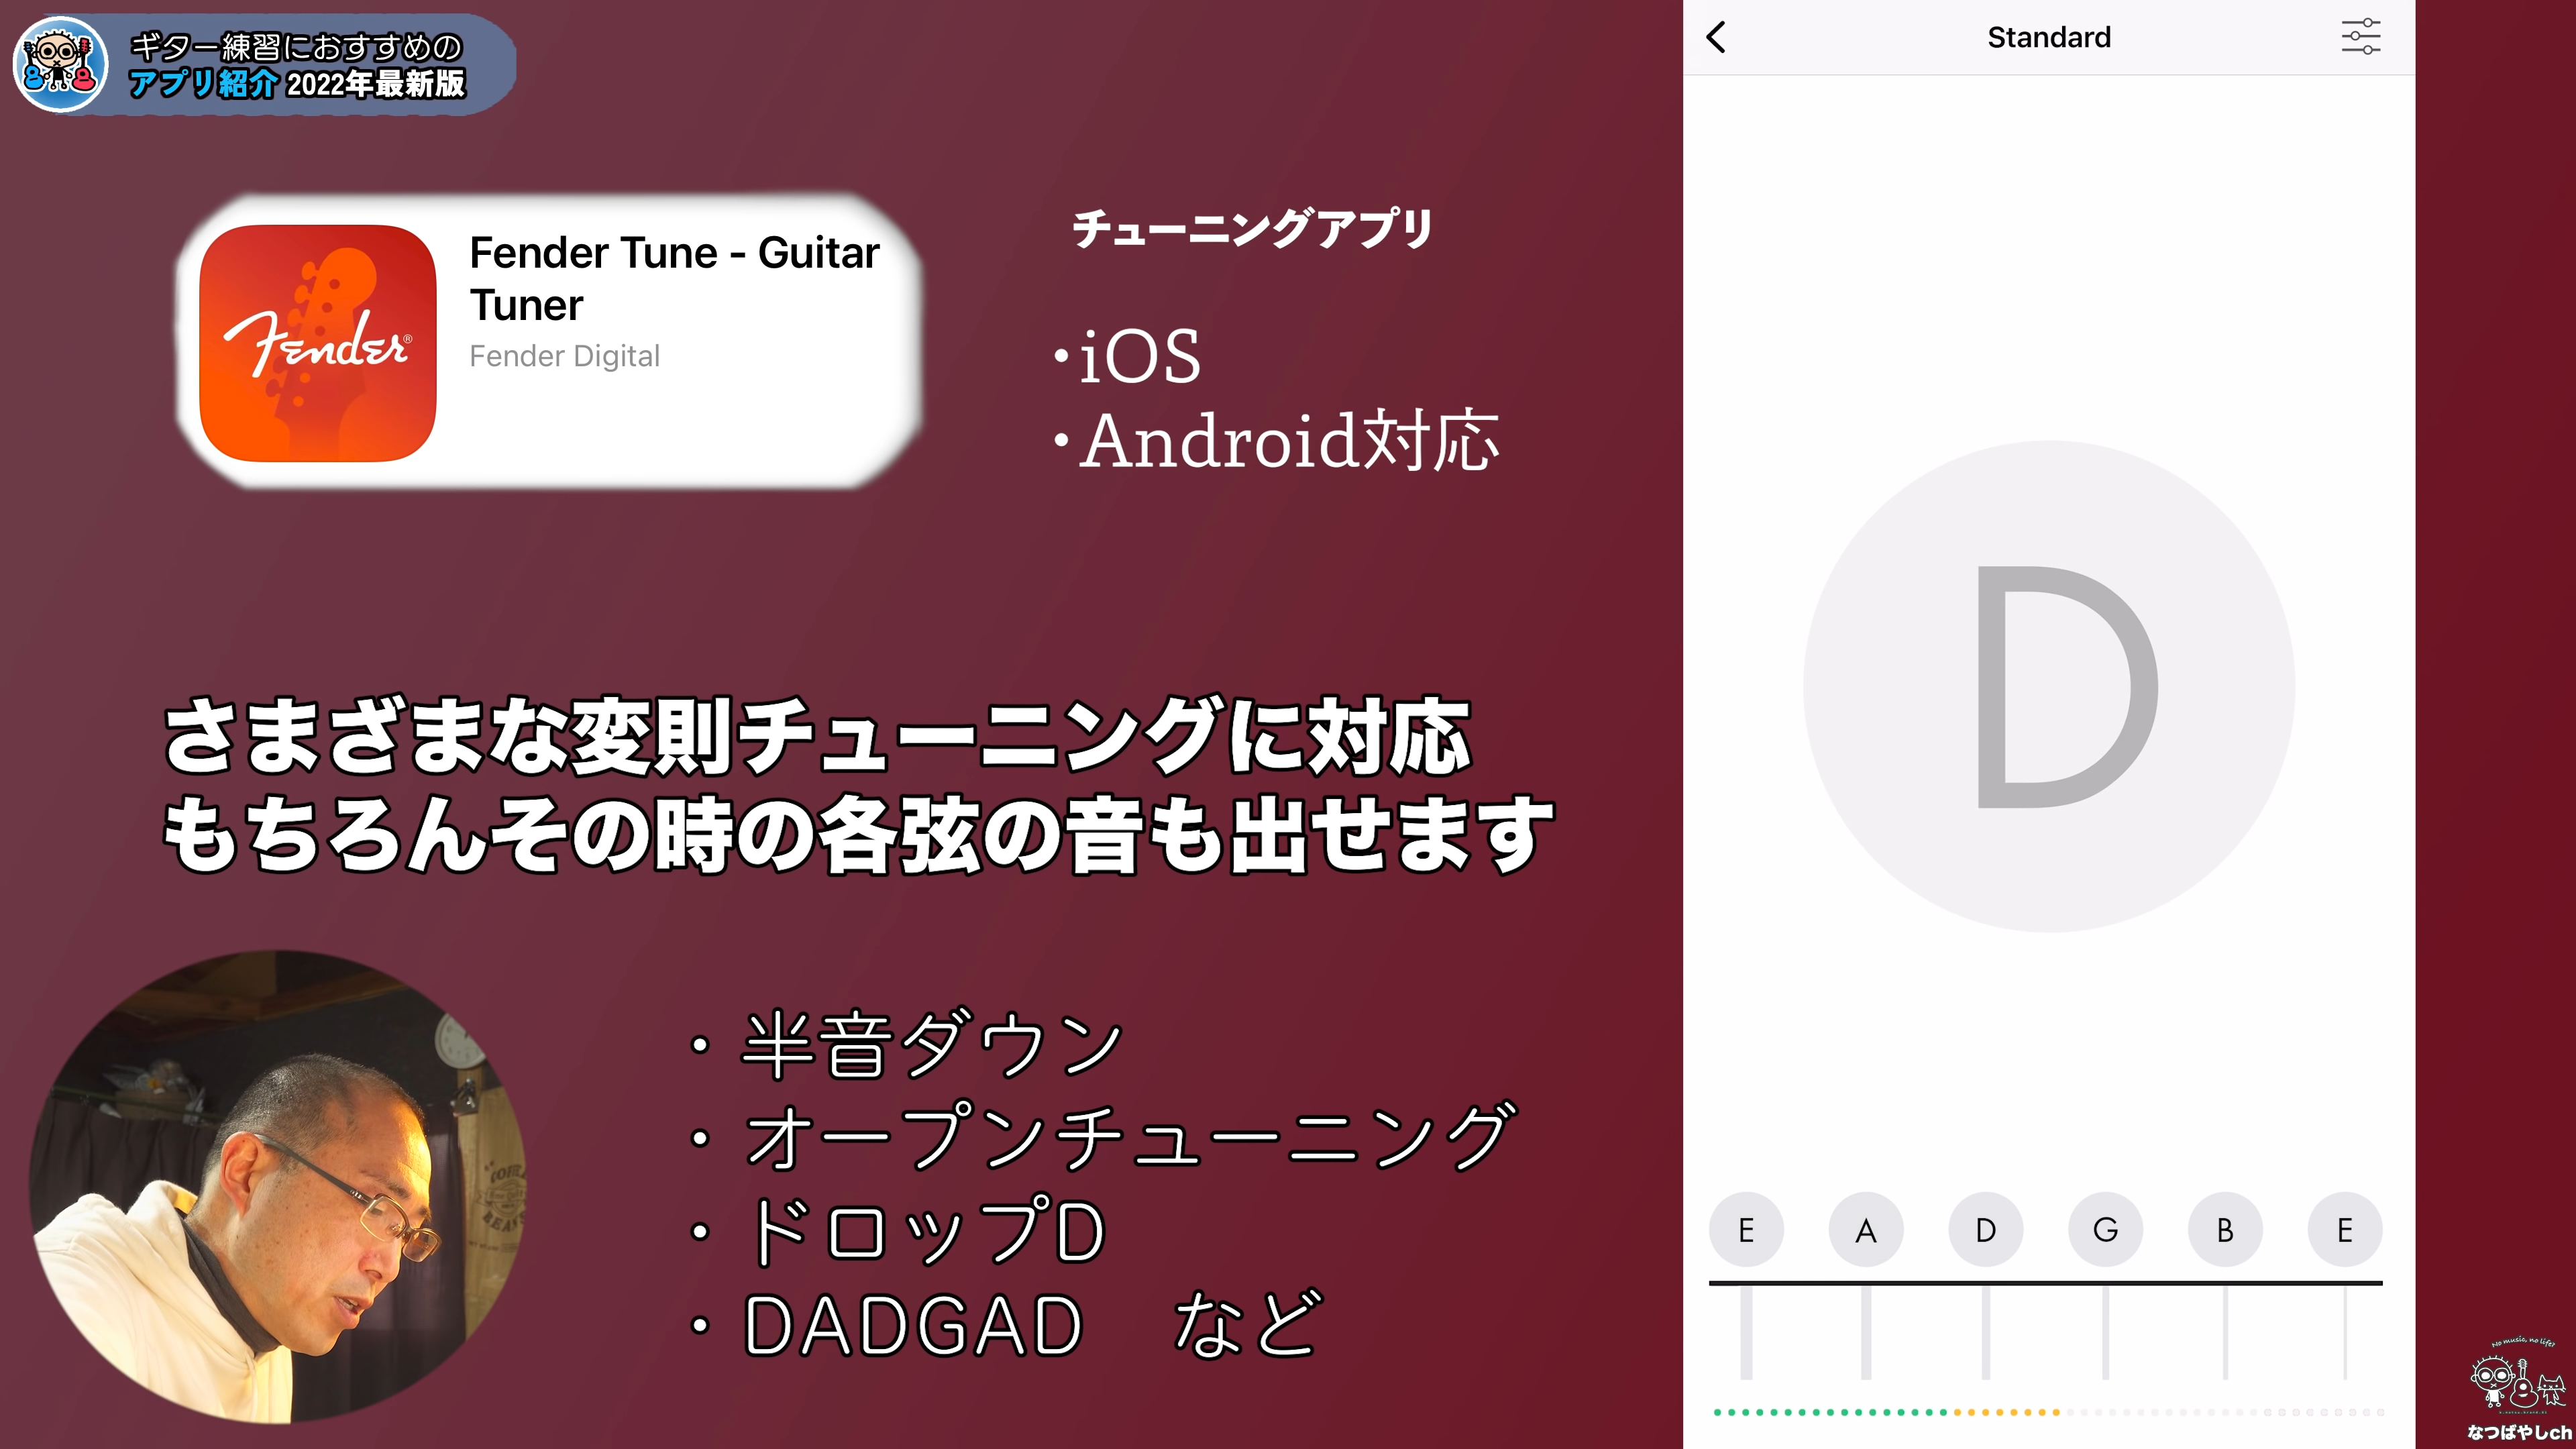 ギター練習におすすめの
アプリ紹介 2022年最新版
Fender Tune - Guitar
Tuner
Fender Digital
Fender®
チューニングアプリ
・iOS
・Android対応
さまざまな変則チューニングに対応
もちろんその時の各弦の音も出せます
・半音ダウン
・オープンチューニング
・ドロップD
・DADGAD　など
Standard
D
E A D G B E
No music, no life!
なつばやしch